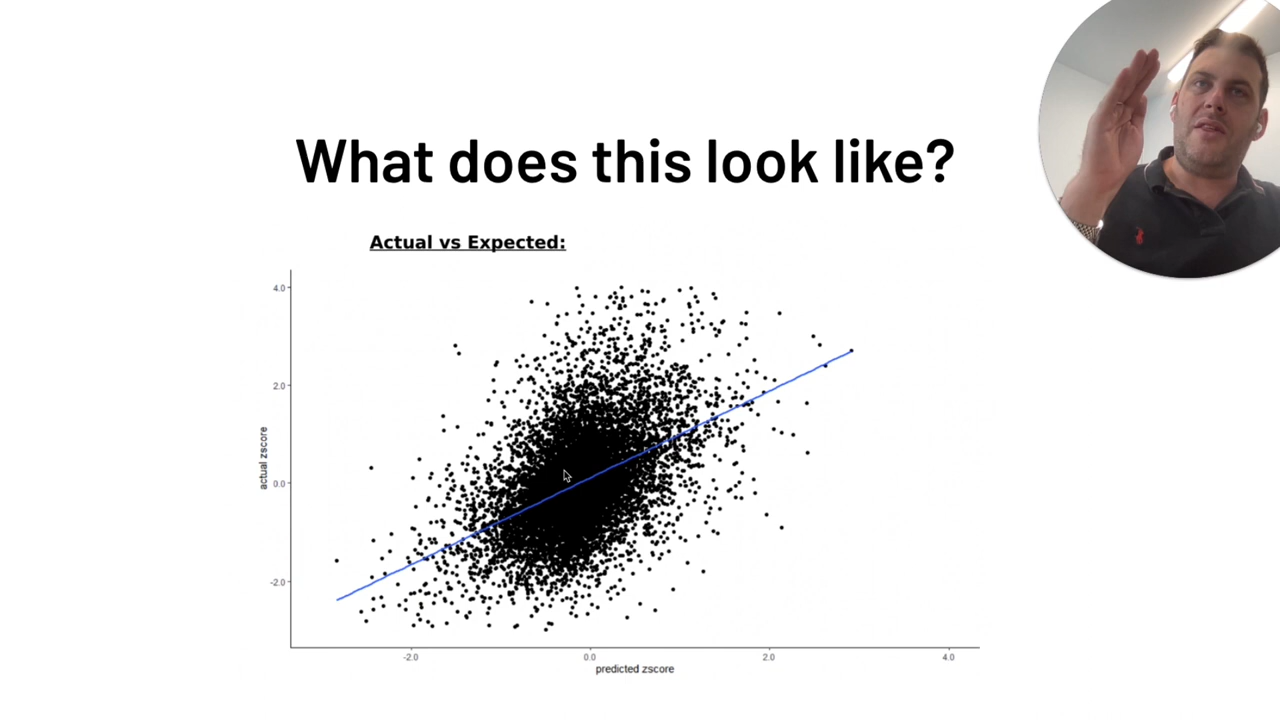 What does this look like?
Actual vs Expected:
4.0
2.0
0.0
-2.0
actual zscore
-2.0
0.0
2.0
4.0
predicted zscore